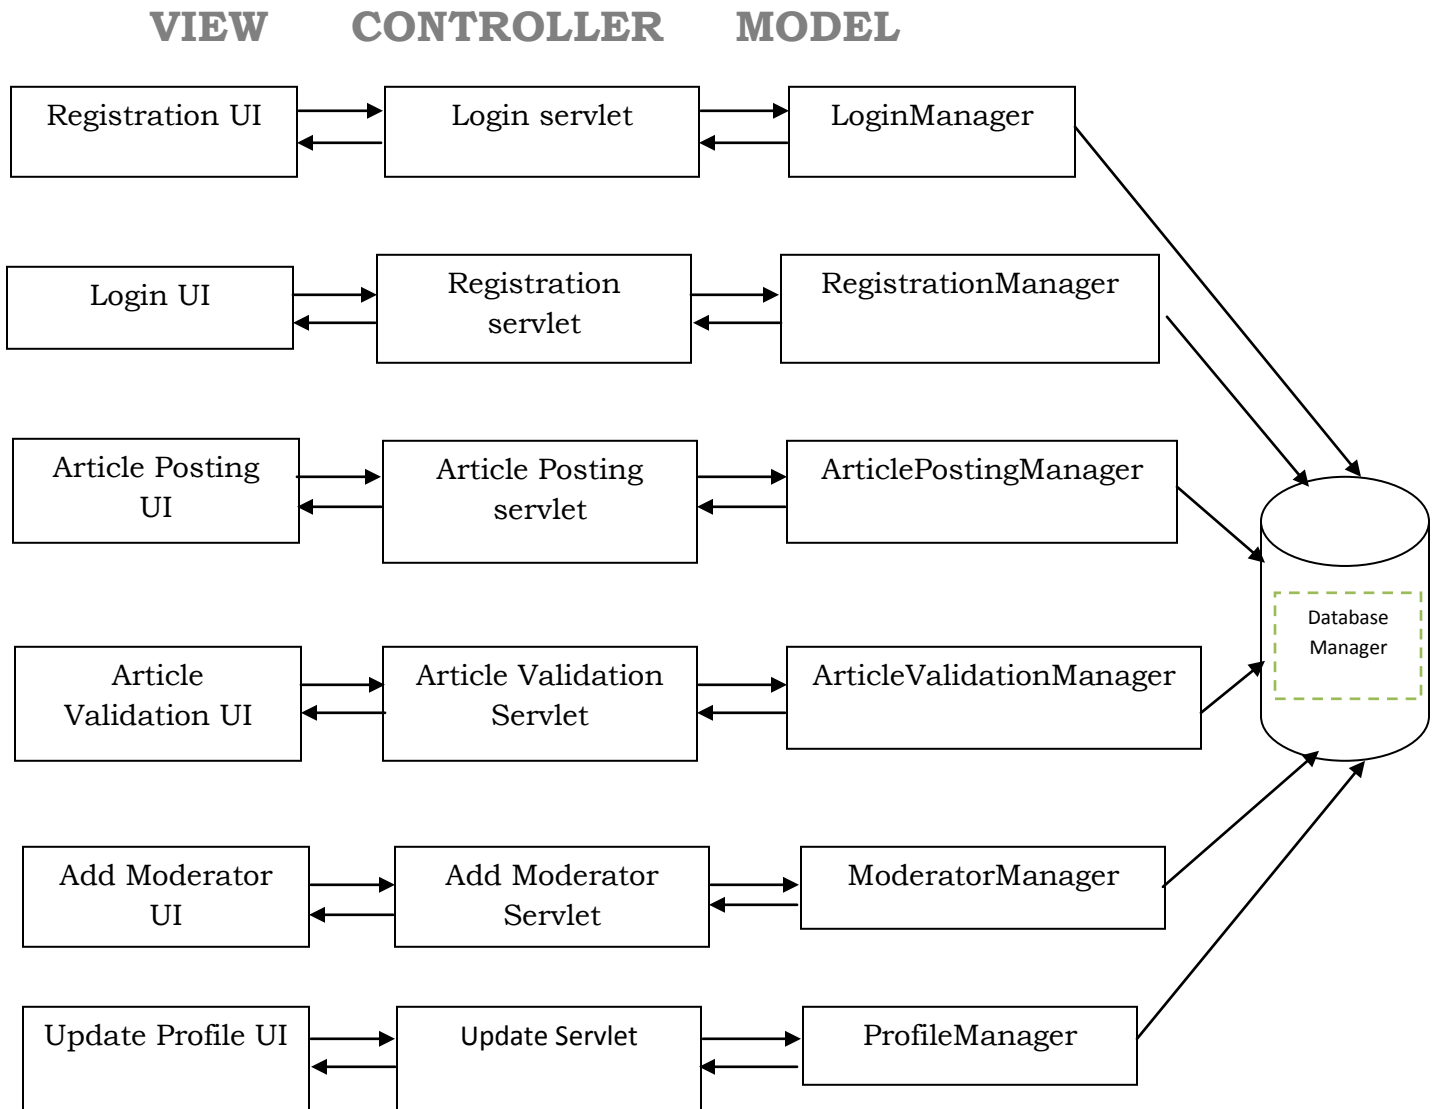 VIEW CONTROLLER MODEL
Registration UI
Login servlet
LoginManager
Login UI
Registration
servlet
RegistrationManager
Article Posting
UI
Article Posting
servlet
ArticlePostingManager
Database
Manager
Article
Validation UI
Article Validation
Servlet
ArticleValidationManager
Add Moderator
UI
Add Moderator
Servlet
ModeratorManager
Update Profile UI
Update Servlet
ProfileManager